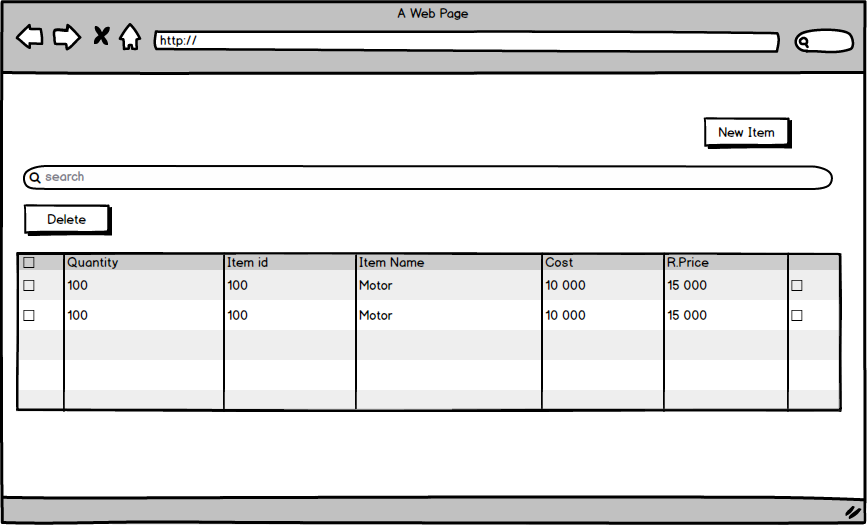 A Web Page
http://
New Item
search
Delete
Quantity Item id Item Name Cost R.Price
100 100 Motor 10 000 15 000
100 100 Motor 10 000 15 000